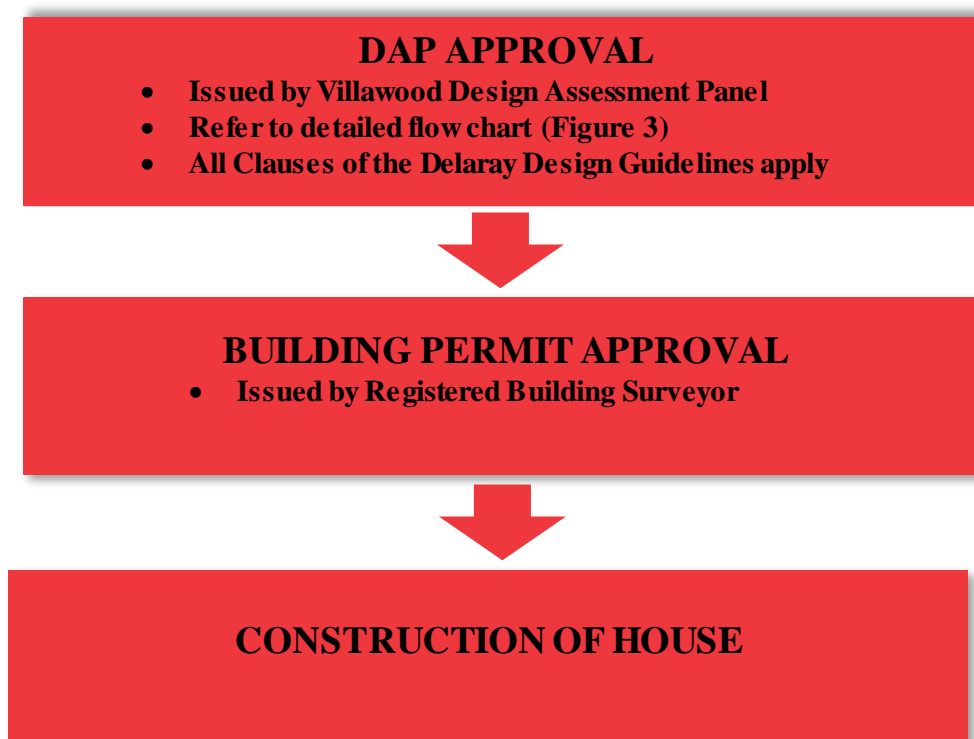 DAP APPROVAL
• Issued by Villawood Design Assessment Panel
• Refer to detailed flow chart (Figure 3)
• All Clauses of the Delaray Design Guidelines apply
BUILDING PERMIT APPROVAL
• Issued by Registered Building Surveyor
CONSTRUCTION OF HOUSE